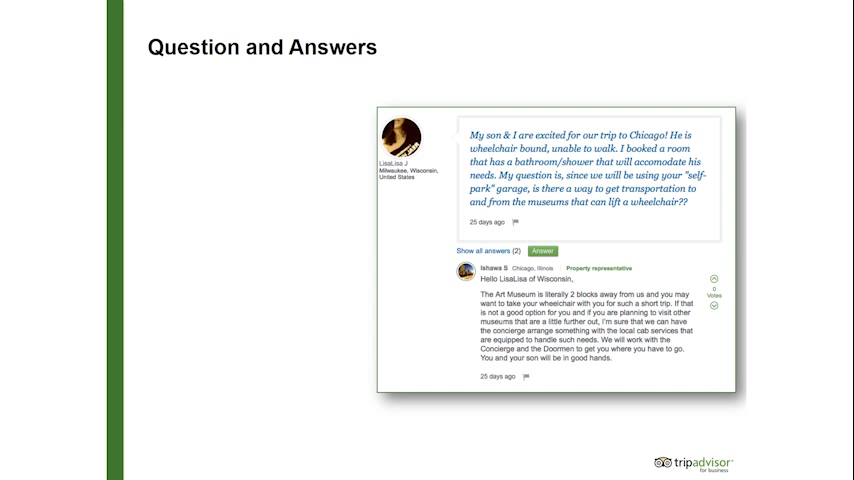 Question and Answers
My son & I are excited for our trip to Chicago! He is
wheelchair bound, unable to walk. I booked a room
that has a bathroom/shower that will accomodate his
needs. My question is, since we will be using your "self-
park" garage, is there a way to get transportation to
and from the museums that can lift a wheelchair??
LisaLisa J
Milwaukee, Wisconsin,
United States
25 days ago
Show all answers (2) Answer
Ishawa S Chicago, Illinois Property representative
Hello LisaLisa of Wisconsin,
The Art Museum is literally 2 blocks away from us and you may
want to take your wheelchair with you for such a short trip. If that
is not a good option for you and if you are planning to visit other
museums that are a little further out, I'm sure that we can have
the concierge arrange something with the local cab services that
are equipped to handle such needs. We will work with the
Concierge and the Doormen to get you where you have to go.
You and your son will be in good hands.
0
Votes
25 days ago
tripadvisor
for business